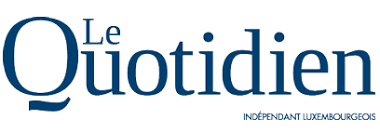 Le
Quotidien
INDÉPENDANT LUXEMBOURGEOIS